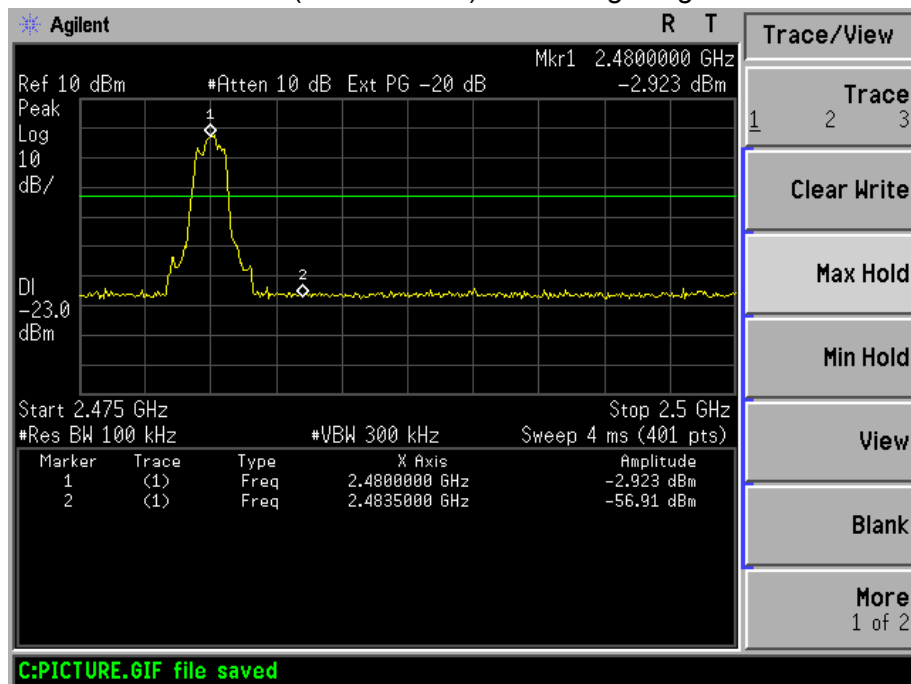 Agilent R T
Mkr1 2.4800000 GHz
Ref 10 dBm #Atten 10 dB Ext PG -20 dB -2.923 dBm
Peak
Log
10
dB/
1
2
DI
-23.0
dBm
Start 2.475 GHz Stop 2.5 GHz
#Res BW 100 kHz #VBW 300 kHz Sweep 4 ms (401 pts)
Marker Trace Type X Axis Amplitude
1 (1) Freq 2.4800000 GHz -2.923 dBm
2 (1) Freq 2.4835000 GHz -56.91 dBm
C:PICTURE.GIF file saved
Trace/View
Trace
1 2 3
Clear Write
Max Hold
Min Hold
View
Blank
More
1 of 2